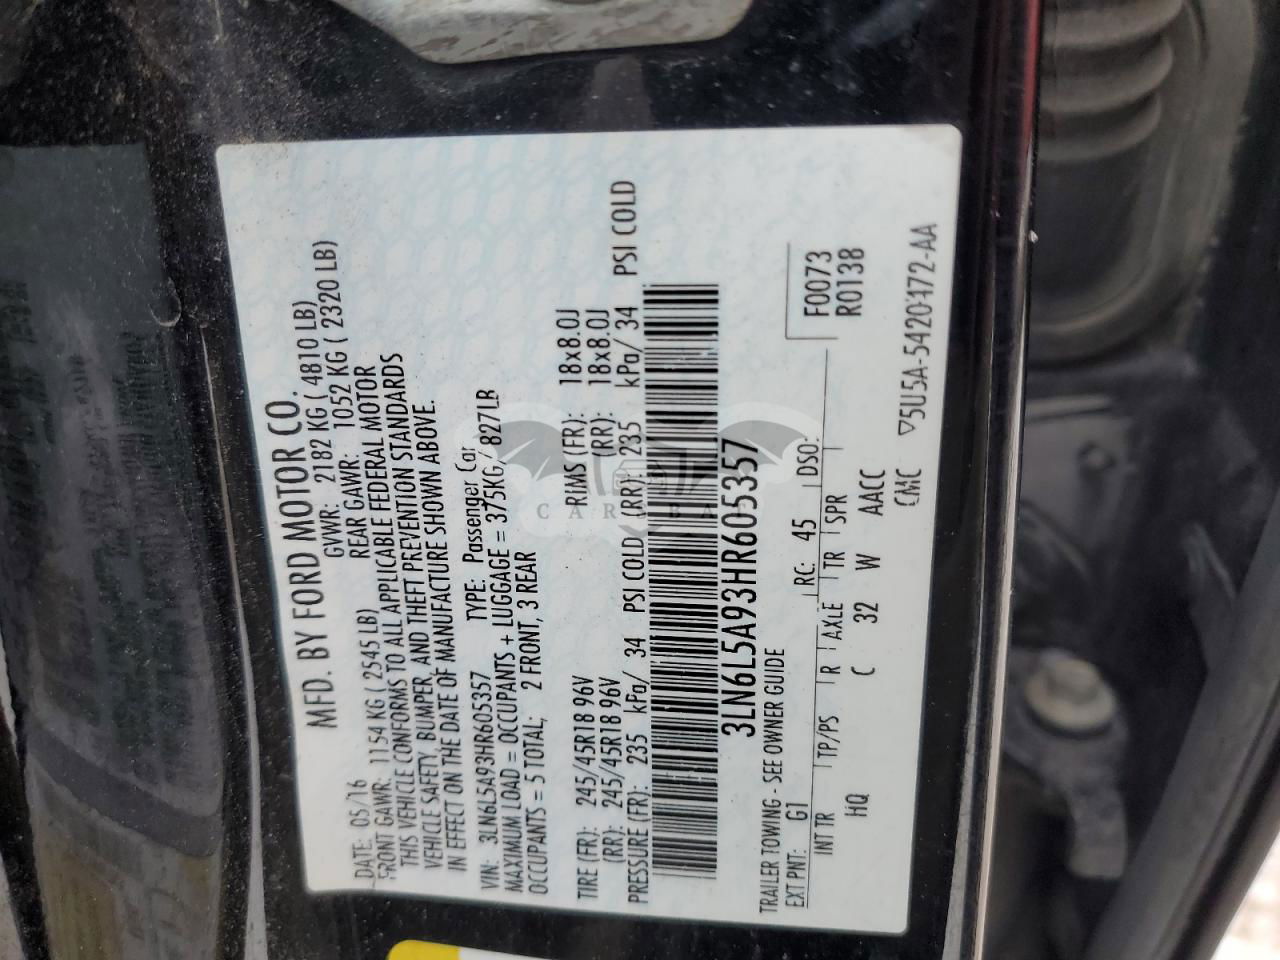 MFD. BY FORD MOTOR CO.
DATE: 05/16 GVWR: 2182 KG ( 4810 LB)
FRONT GAWR: 1154 KG ( 2545 LB) REAR GAWR: 1052 KG ( 2320 LB)
THIS VEHICLE CONFORMS TO ALL APPLICABLE FEDERAL MOTOR
VEHICLE SAFETY, BUMPER, AND THEFT PREVENTION STANDARDS
IN EFFECT ON THE DATE OF MANUFACTURE SHOWN ABOVE.
VIN: 3LN6L5A93HR605357 TYPE: Passenger Car
MAXIMUM LOAD = OCCUPANTS + LUGGAGE = 375KG/ 827LB
OCCUPANTS = 5 TOTAL; 2 FRONT, 3 REAR
TIRE (FR): 245/45R18 96V RIMS (FR): 18x8.0J
(RR): 245/45R18 96V (RR): 18x8.0J
PRESSURE (FR): 235 kPa/ 34 PSI COLD (RR): 235 kPa/ 34 PSI COLD
3LN6L5A93HR605357
TRAILER TOWING - SEE OWNER GUIDE
F0073
EXT PNT: G1 RC: 45 DSO: R0138
INT TR TP/PS R AXLE TR SPR
HQ C 32 W AACC
CMC 5U5A-5420472-AA
CARSBA